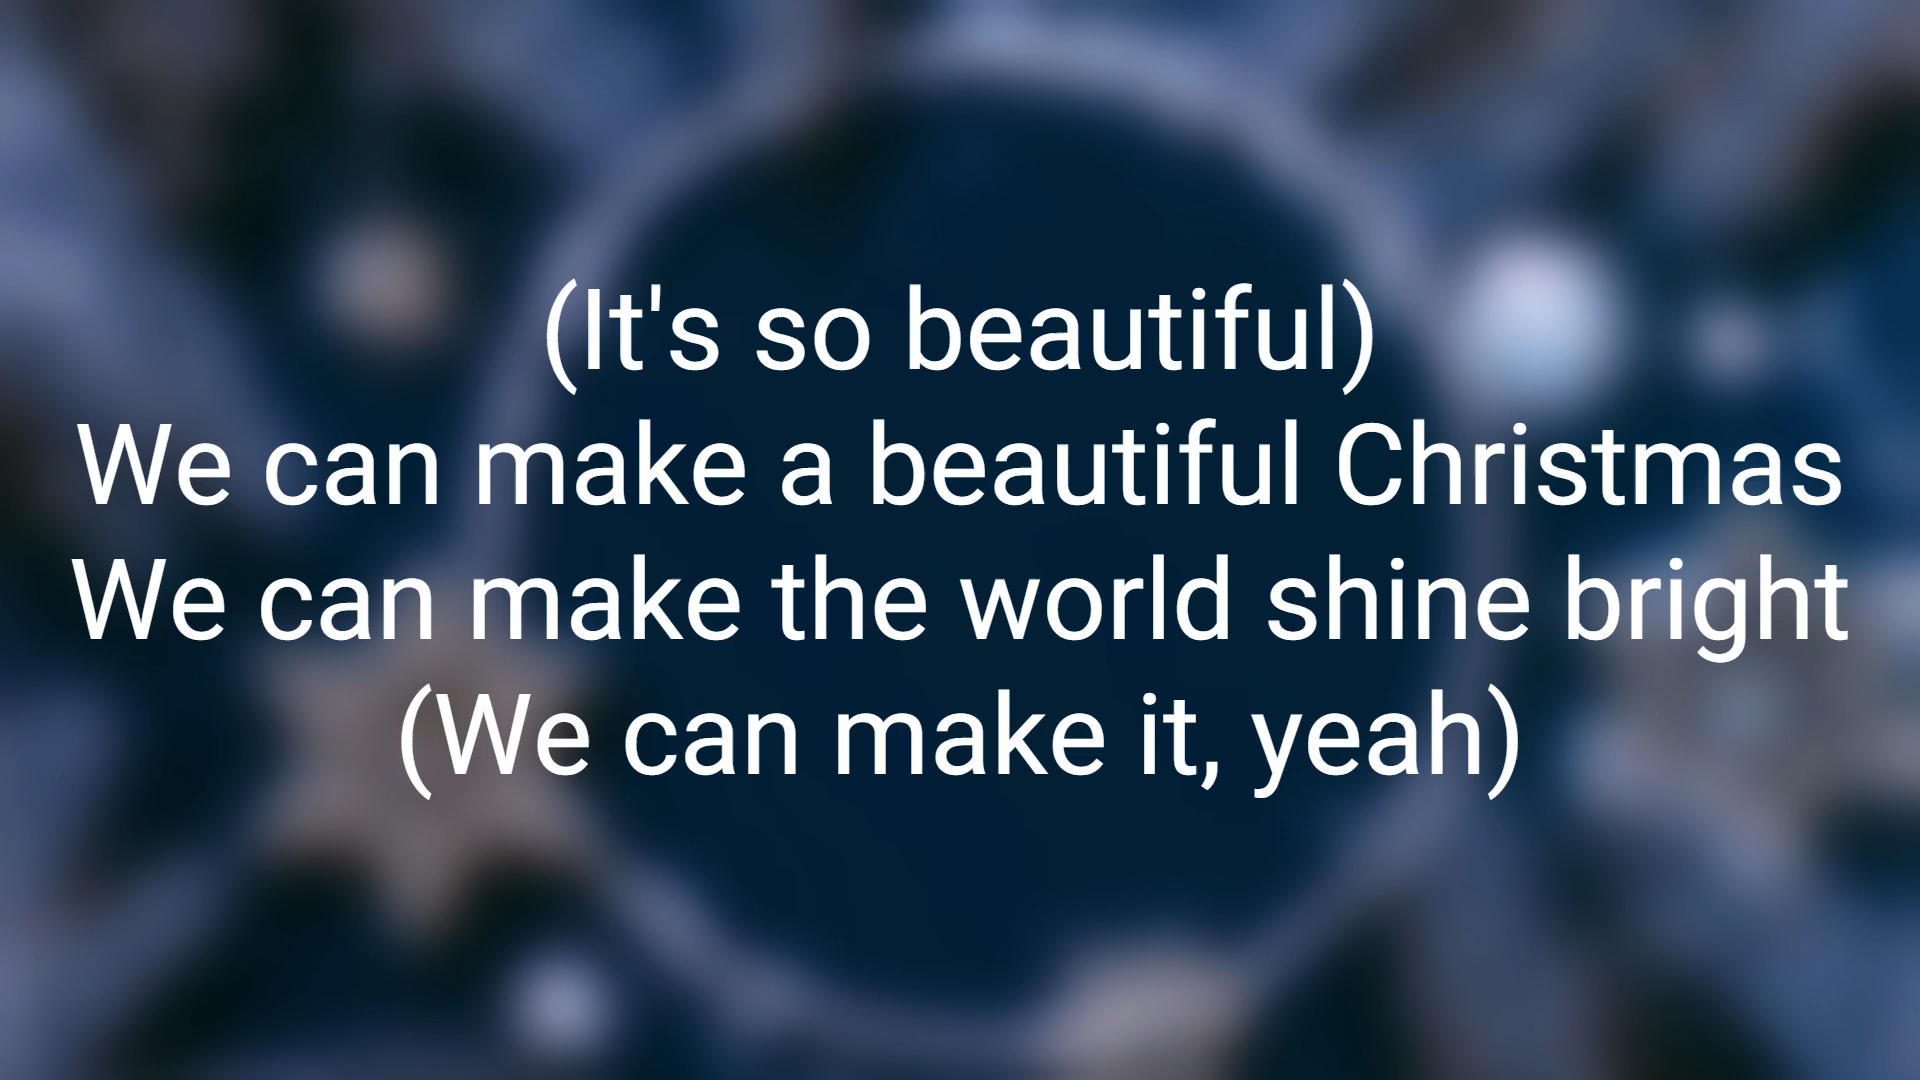 (It's so beautiful)
We can make a beautiful Christmas
We can make the world shine bright
(We can make it, yeah)